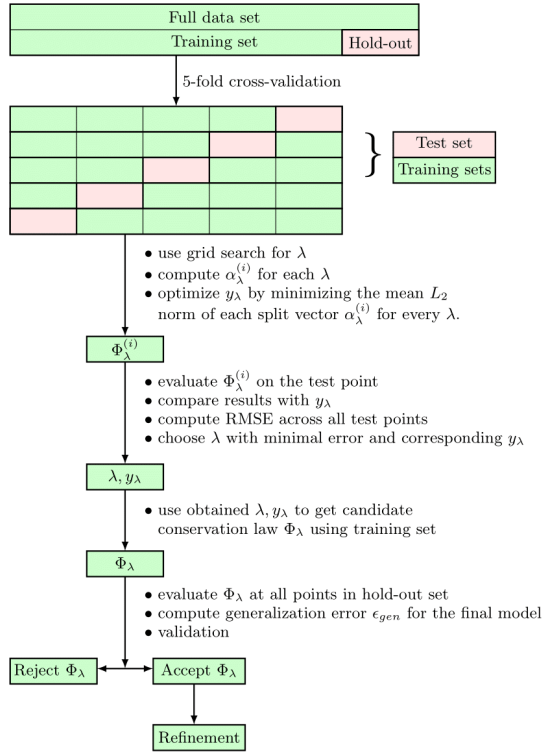 Full data set
Training set
Hold-out
5-fold cross-validation
}
Test set
Training sets
• use grid search for λ
• compute α_λ^(i) for each λ
• optimize y_λ by minimizing the mean L_2
norm of each split vector α_λ^(i) for every λ.
Φ_λ^(i)
• evaluate Φ_λ^(i) on the test point
• compare results with y_λ
• compute RMSE across all test points
• choose λ with minimal error and corresponding y_λ
λ, y_λ
• use obtained λ, y_λ to get candidate
conservation law Φ_λ using training set
Φ_λ
• evaluate Φ_λ at all points in hold-out set
• compute generalization error ϵ_gen for the final model
• validation
Reject Φ_λ
Accept Φ_λ
Refinement